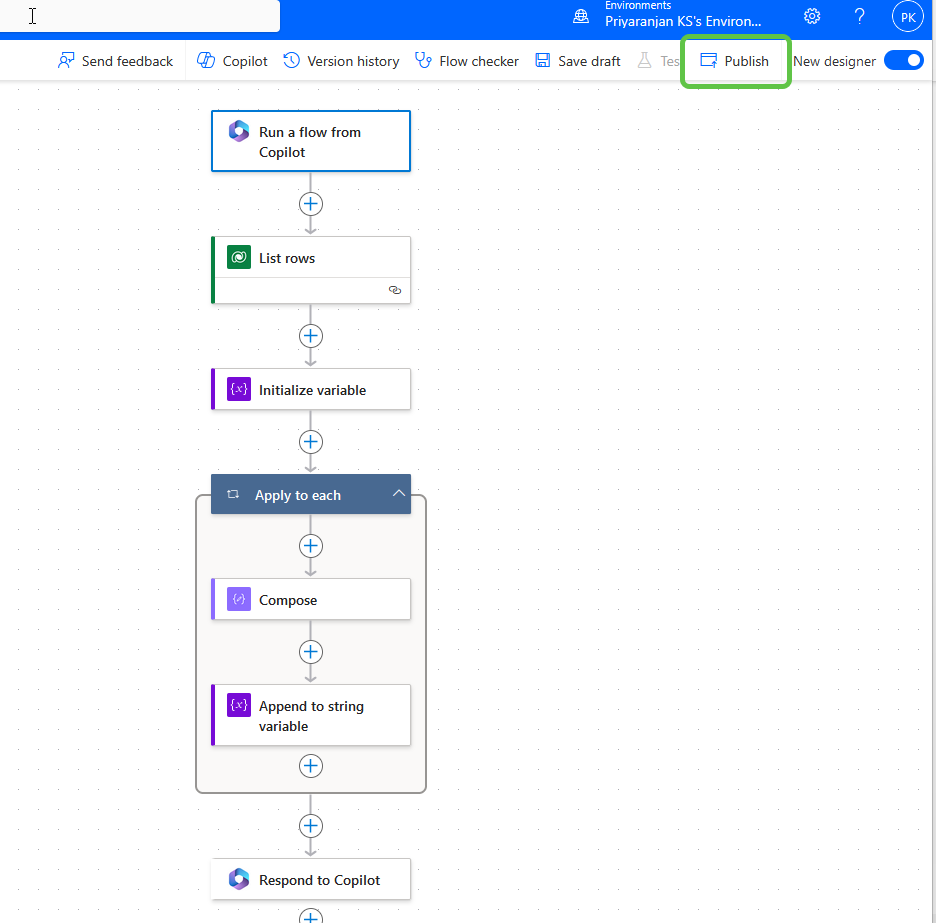 Environments
Priyaranjan KS's Environ...
?
PK
Send feedback
Copilot
Version history
Flow checker
Save draft
Tes
Publish
New designer
Run a flow from
Copilot
List rows
{x} Initialize variable
Apply to each
Compose
{x} Append to string
variable
Respond to Copilot